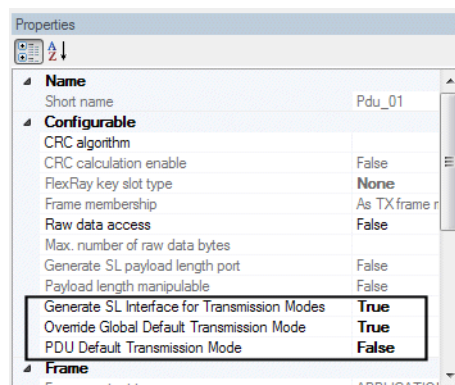 Properties
Name
Short name Pdu_01
Configurable
CRC algorithm
CRC calculation enable False
FlexRay key slot type None
Frame membership As TX frame r
Raw data access False
Max. number of raw data bytes
Generate SL payload length port False
Payload length manipulable False
Generate SL Interface for Transmission Modes True
Override Global Default Transmission Mode True
PDU Default Transmission Mode False
Frame